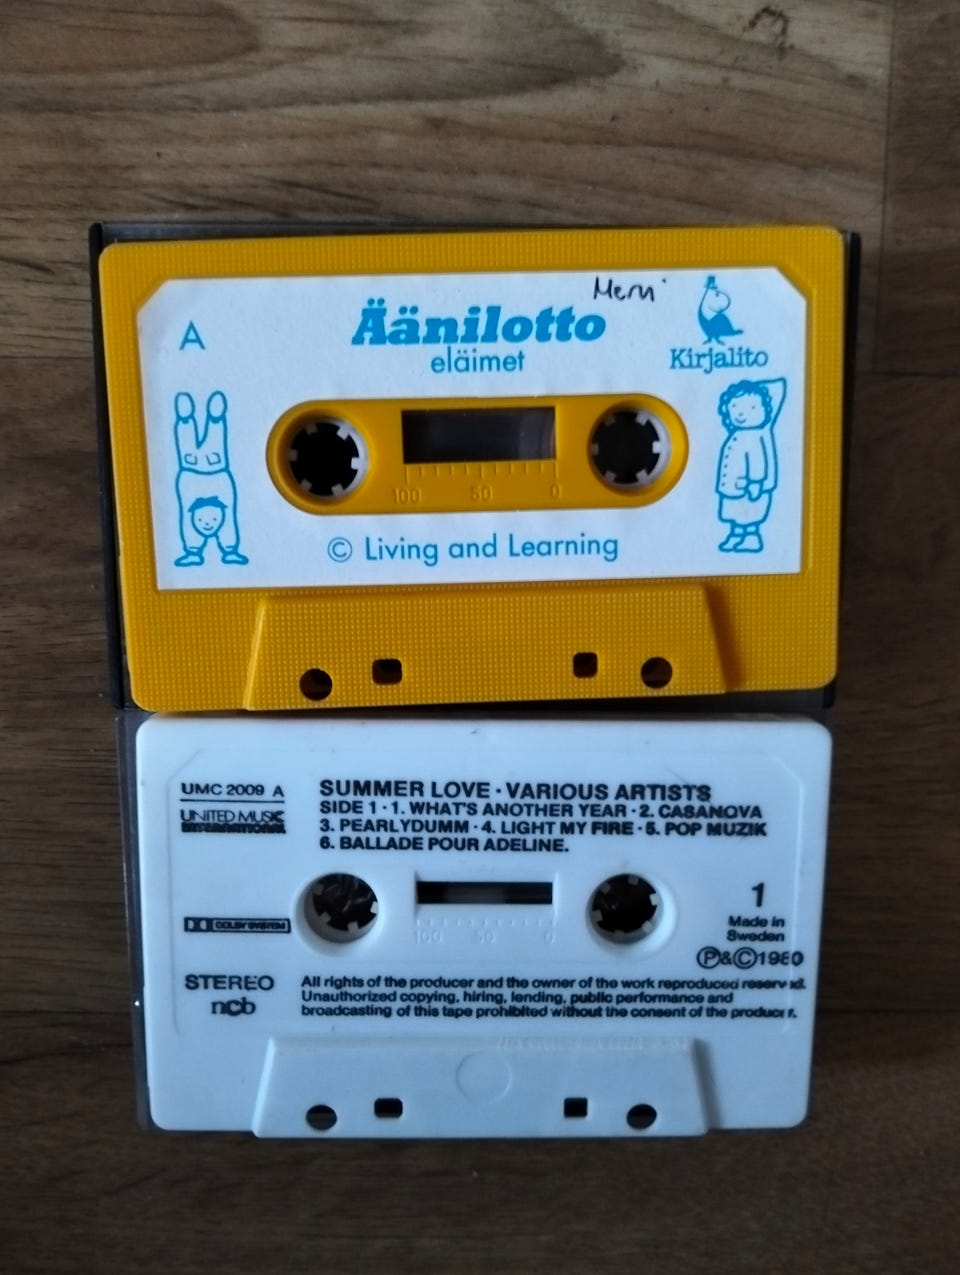 Meru
A
Äänilotto
eläimet
Kirjalito
100 50 0
© Living and Learning
UMC 2009 A
UNITED MUSIC
INTERNATIONAL
SUMMER LOVE · VARIOUS ARTISTS
SIDE 1 · 1. WHAT'S ANOTHER YEAR · 2. CASANOVA
3. PEARLYDUMM · 4. LIGHT MY FIRE · 5. POP MUZIK
6. BALLADE POUR ADELINE.
100 50 0
1
Made in
Sweden
Ⓟ&Ⓒ1980
DOLBY SYSTEM
STEREO
ncb
All rights of the producer and the owner of the work reproduced reserved.
Unauthorized copying, hiring, lending, public performance and
broadcasting of this tape prohibited without the consent of the producer.